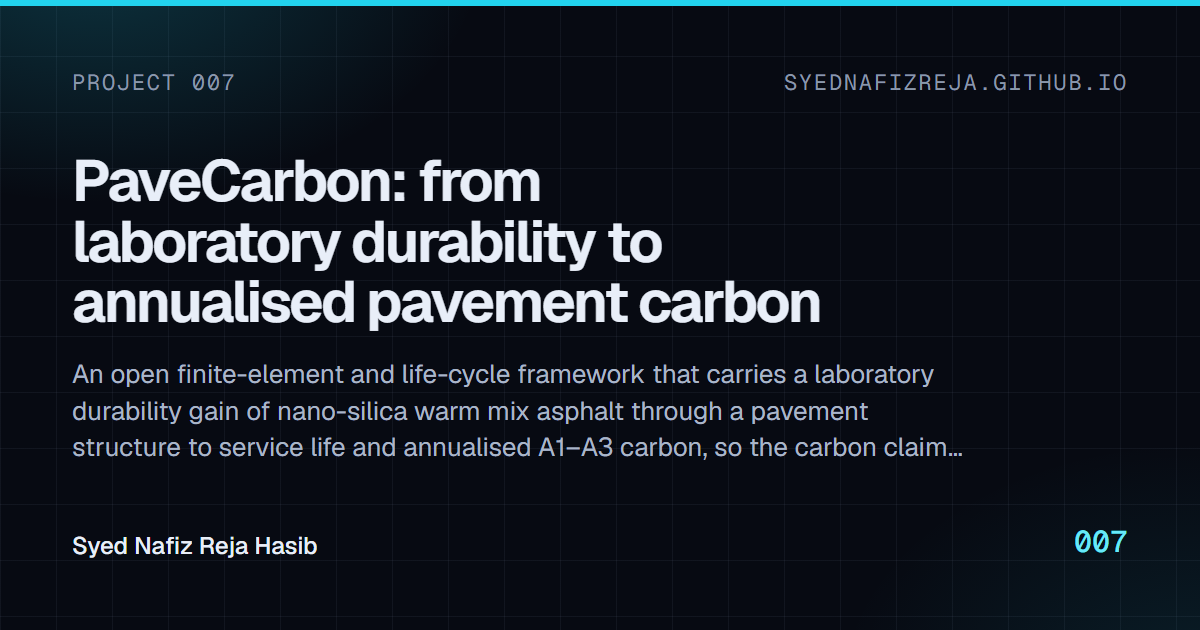 PROJECT 007
SYEDNAFIZREJA.GITHUB.IO
PaveCarbon: from
laboratory durability to
annualised pavement carbon
An open finite-element and life-cycle framework that carries a laboratory
durability gain of nano-silica warm mix asphalt through a pavement
structure to service life and annualised A1–A3 carbon, so the carbon claim…
Syed Nafiz Reja Hasib
007